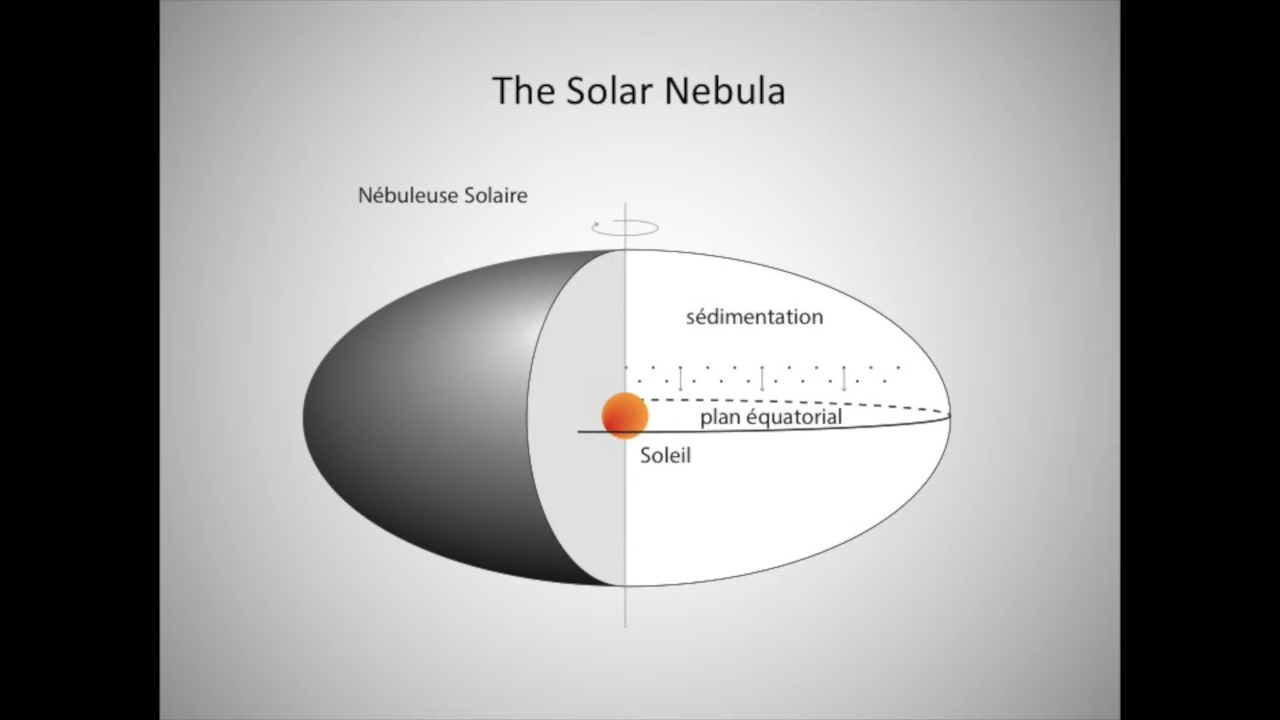 The Solar Nebula
Nébuleuse Solaire
sédimentation
plan équatorial
Soleil